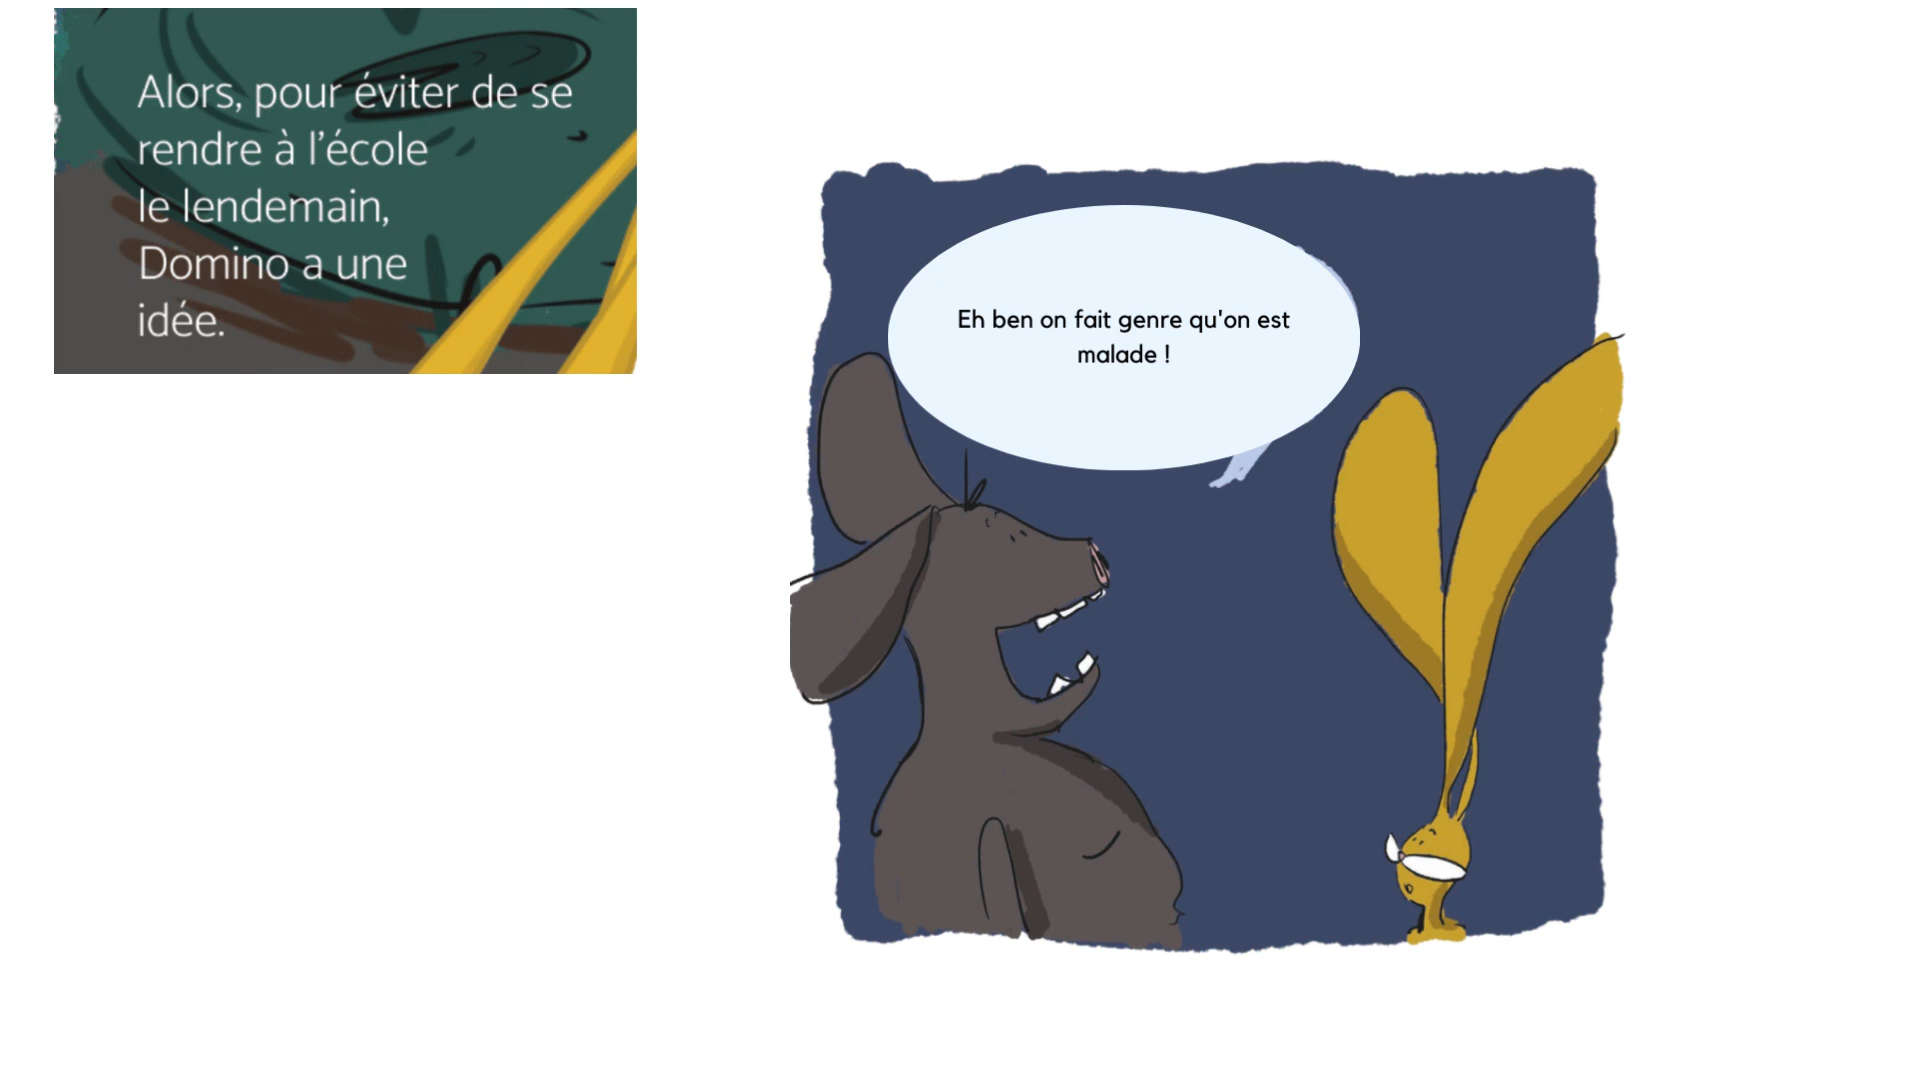 Alors, pour éviter de se
rendre à l’école
le lendemain,
Domino a une
idée.
Eh ben on fait genre qu'on est
malade !